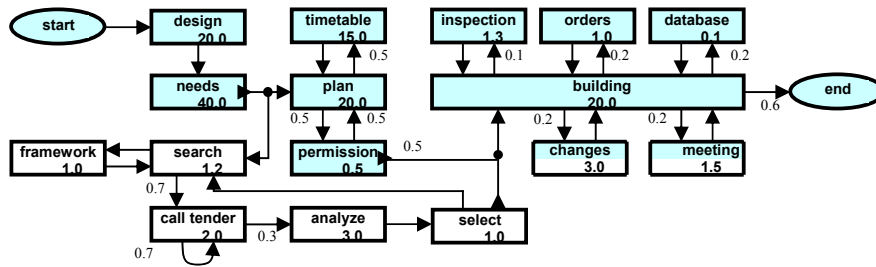 start
design
20.0
timetable
15.0
inspection
1.3
orders
1.0
database
0.1
0.5
0.1
0.2
0.2
needs
40.0
plan
20.0
building
20.0
end
0.6
0.5
0.5
0.2
0.2
framework
1.0
search
1.2
permission
0.5
0.5
changes
3.0
meeting
1.5
0.7
call tender
2.0
0.3
analyze
3.0
select
1.0
0.7